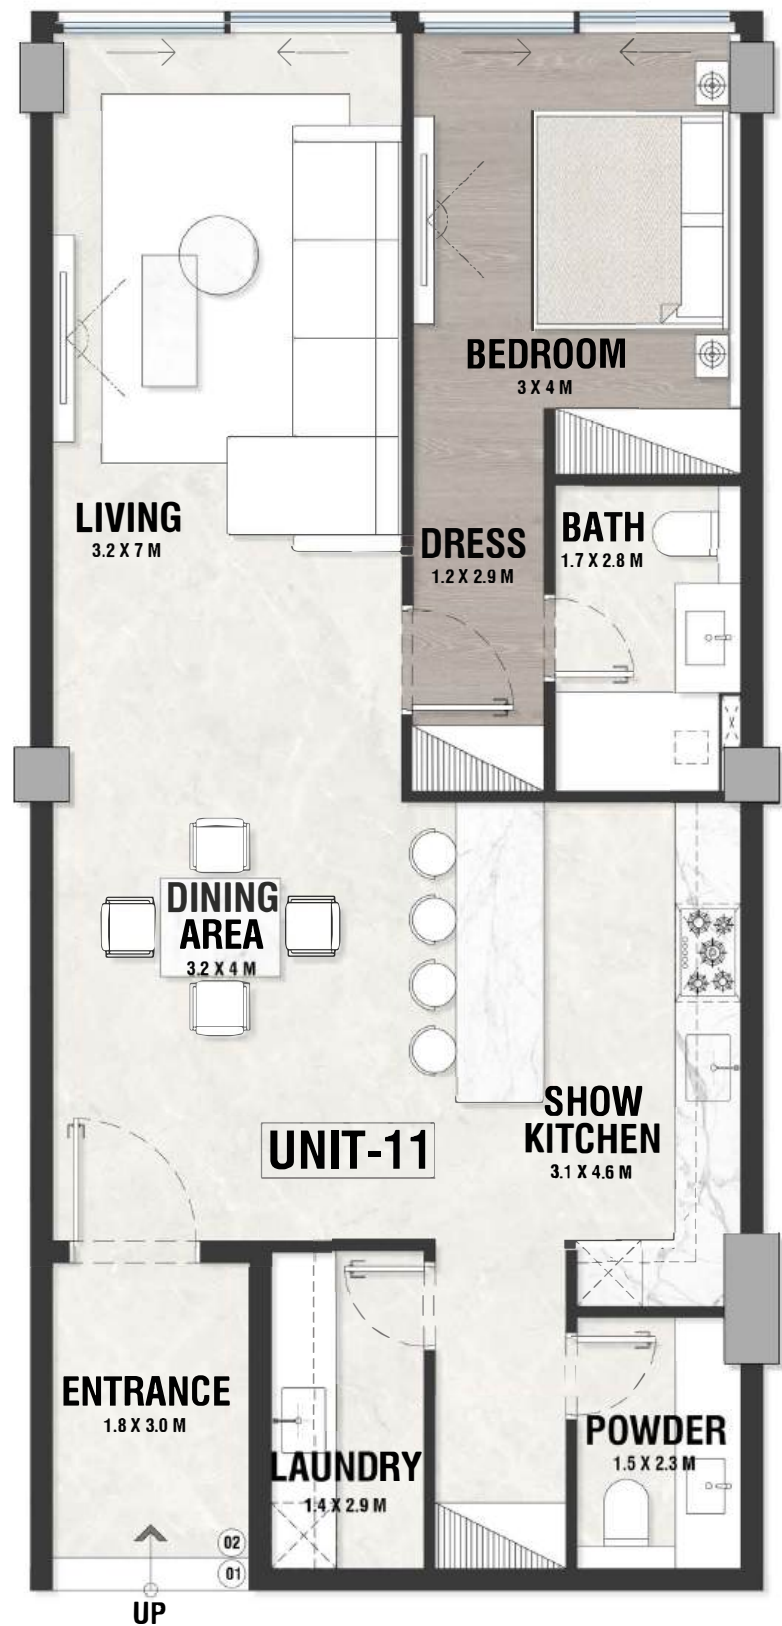 BEDROOM
3 X 4 M
LIVING
3.2 X 7 M
DRESS
1.2 X 2.9 M
BATH
1.7 X 2.8 M
DINING
AREA
3.2 X 4 M
SHOW
KITCHEN
3.1 X 4.6 M
UNIT-11
ENTRANCE
1.8 X 3.0 M
LAUNDRY
1.4 X 2.9 M
POWDER
1.5 X 2.3 M
02
01
UP